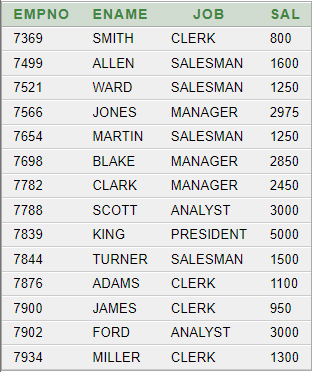 EMPNO ENAME JOB SAL
7369 SMITH CLERK 800
7499 ALLEN SALESMAN 1600
7521 WARD SALESMAN 1250
7566 JONES MANAGER 2975
7654 MARTIN SALESMAN 1250
7698 BLAKE MANAGER 2850
7782 CLARK MANAGER 2450
7788 SCOTT ANALYST 3000
7839 KING PRESIDENT 5000
7844 TURNER SALESMAN 1500
7876 ADAMS CLERK 1100
7900 JAMES CLERK 950
7902 FORD ANALYST 3000
7934 MILLER CLERK 1300